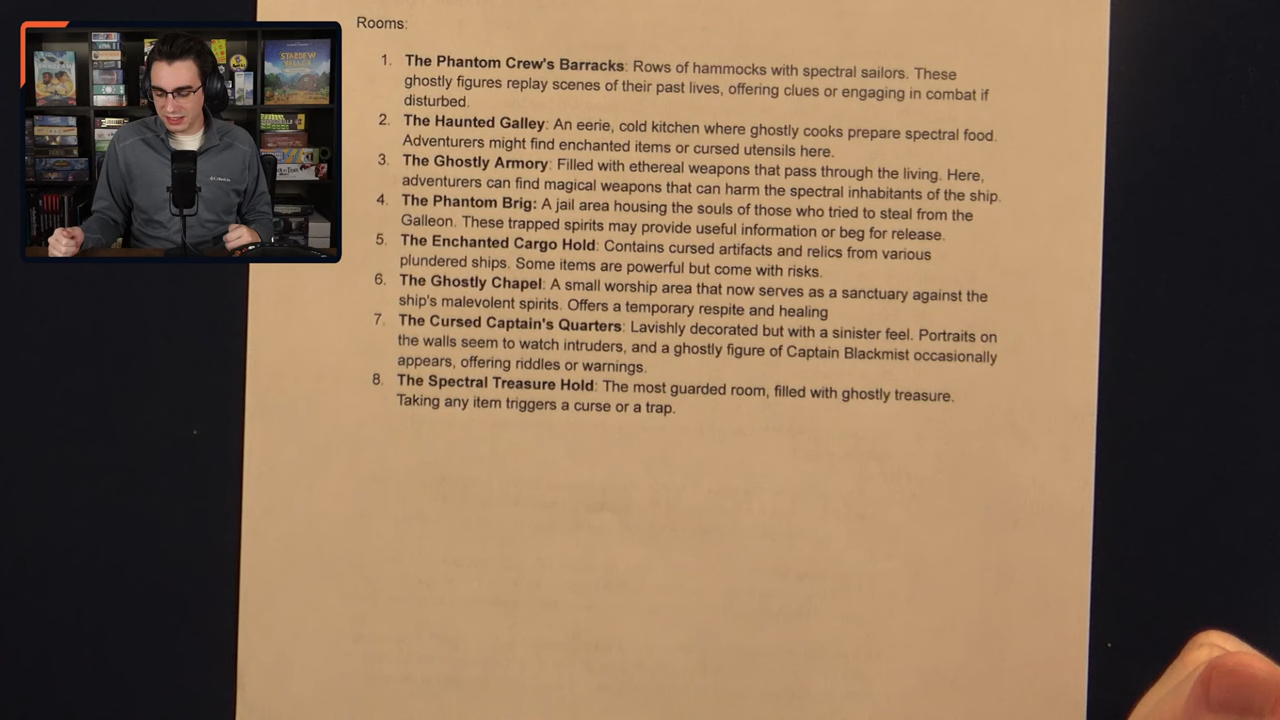 Rooms:
1. The Phantom Crew's Barracks: Rows of hammocks with spectral sailors. These
ghostly figures replay scenes of their past lives, offering clues or engaging in combat if
disturbed.
2. The Haunted Galley: An eerie, cold kitchen where ghostly cooks prepare spectral food.
Adventurers might find enchanted items or cursed utensils here.
3. The Ghostly Armory: Filled with ethereal weapons that pass through the living. Here,
adventurers can find magical weapons that can harm the spectral inhabitants of the ship.
4. The Phantom Brig: A jail area housing the souls of those who tried to steal from the
Galleon. These trapped spirits may provide useful information or beg for release.
5. The Enchanted Cargo Hold: Contains cursed artifacts and relics from various
plundered ships. Some items are powerful but come with risks.
6. The Ghostly Chapel: A small worship area that now serves as a sanctuary against the
ship's malevolent spirits. Offers a temporary respite and healing
7. The Cursed Captain's Quarters: Lavishly decorated but with a sinister feel. Portraits on
the walls seem to watch intruders, and a ghostly figure of Captain Blackmist occasionally
appears, offering riddles or warnings.
8. The Spectral Treasure Hold: The most guarded room, filled with ghostly treasure.
Taking any item triggers a curse or a trap.
STARDEW
VALLEY
Columbia